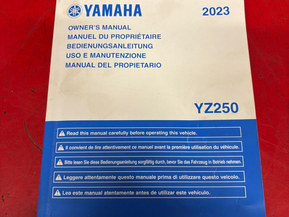 YAMAHA 2023
OWNER'S MANUAL
MANUEL DU PROPRIÉTAIRE
BEDIENUNGSANLEITUNG
USO E MANUTENZIONE
MANUAL DEL PROPIETARIO
YZ250
Read this manual carefully before operating this vehicle.
Il convient de lire attentivement ce manuel avant la première utilisation du véhicule.
Bitte lesen Sie diese Bedienungsanleitung sorgfältig durch, bevor Sie das Fahrzeug in Betrieb nehmen.
Leggere attentamente questo manuale prima di utilizzare questo veicolo.
Lea este manual atentamente antes de utilizar este vehículo.